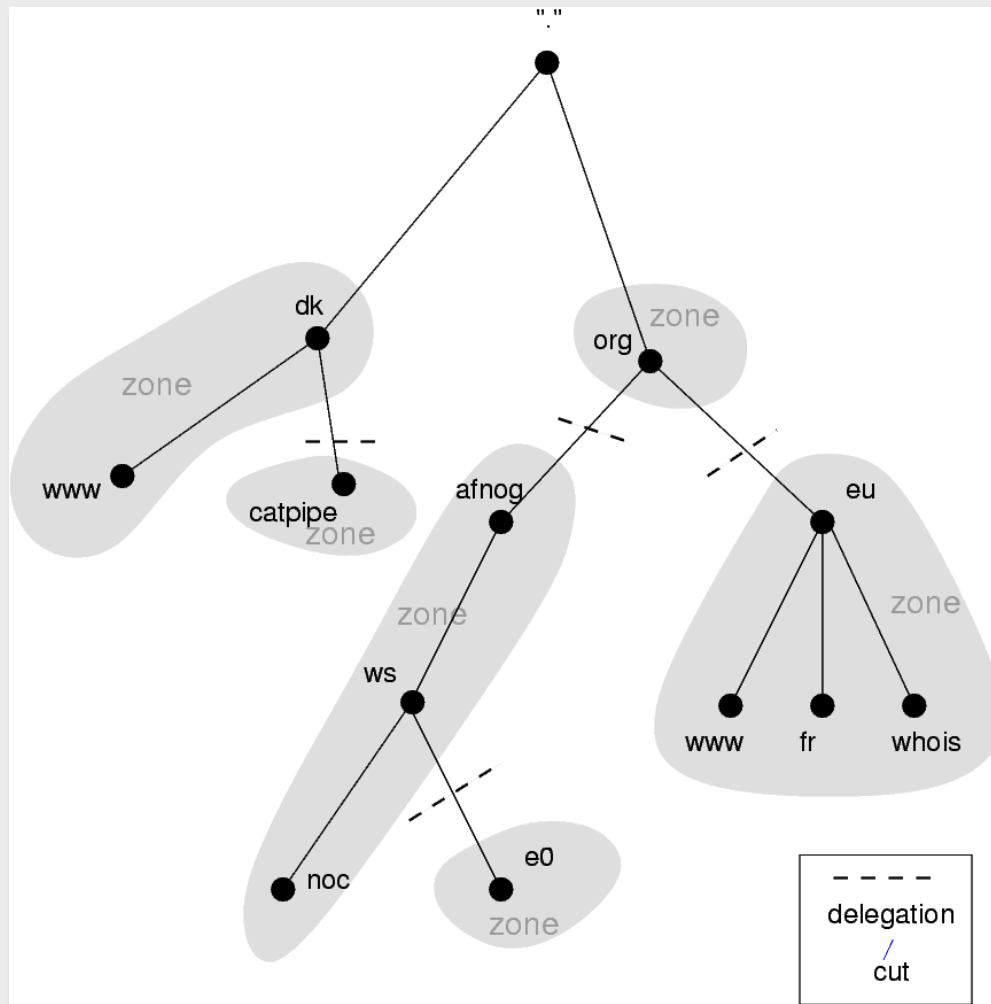 "."
dk
zone
org
zone
www
catpipe
zone
afnog
eu
zone
zone
ws
www
fr
whois
noc
e0
zone
delegation
/
cut